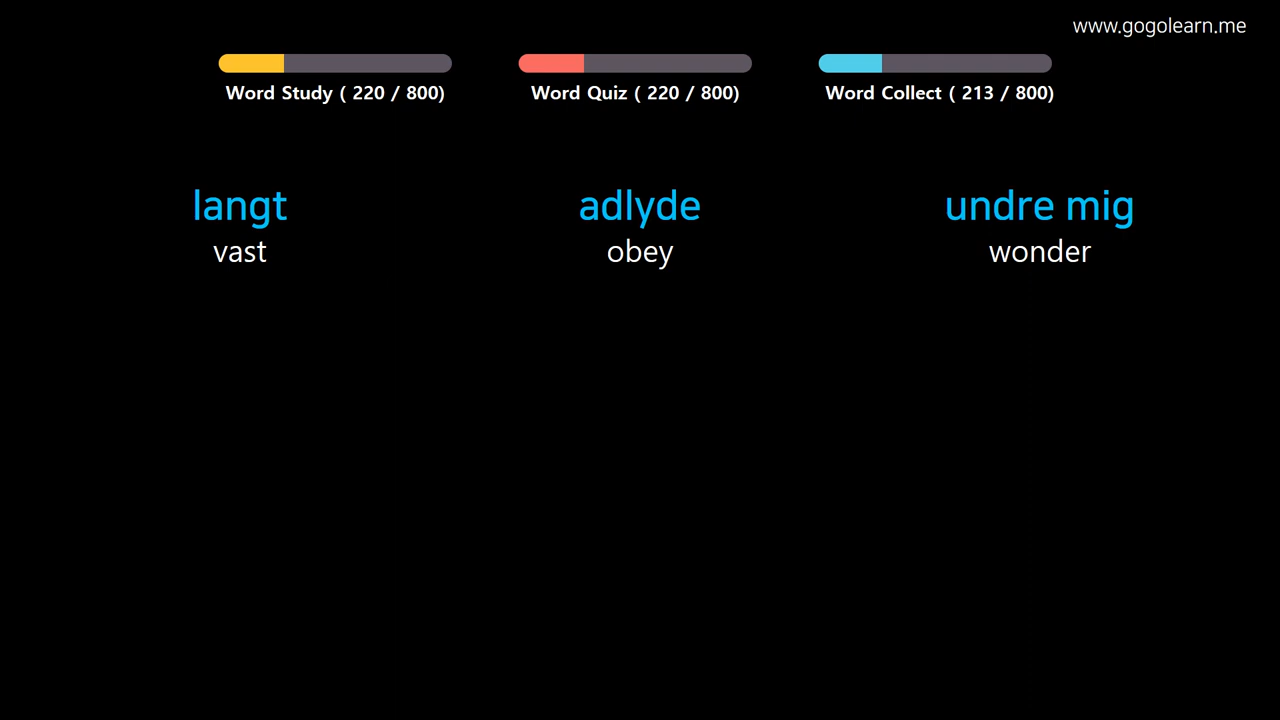 www.gogolearn.me
Word Study ( 220 / 800)
Word Quiz ( 220 / 800)
Word Collect ( 213 / 800)
langt
vast
adlyde
obey
undre mig
wonder